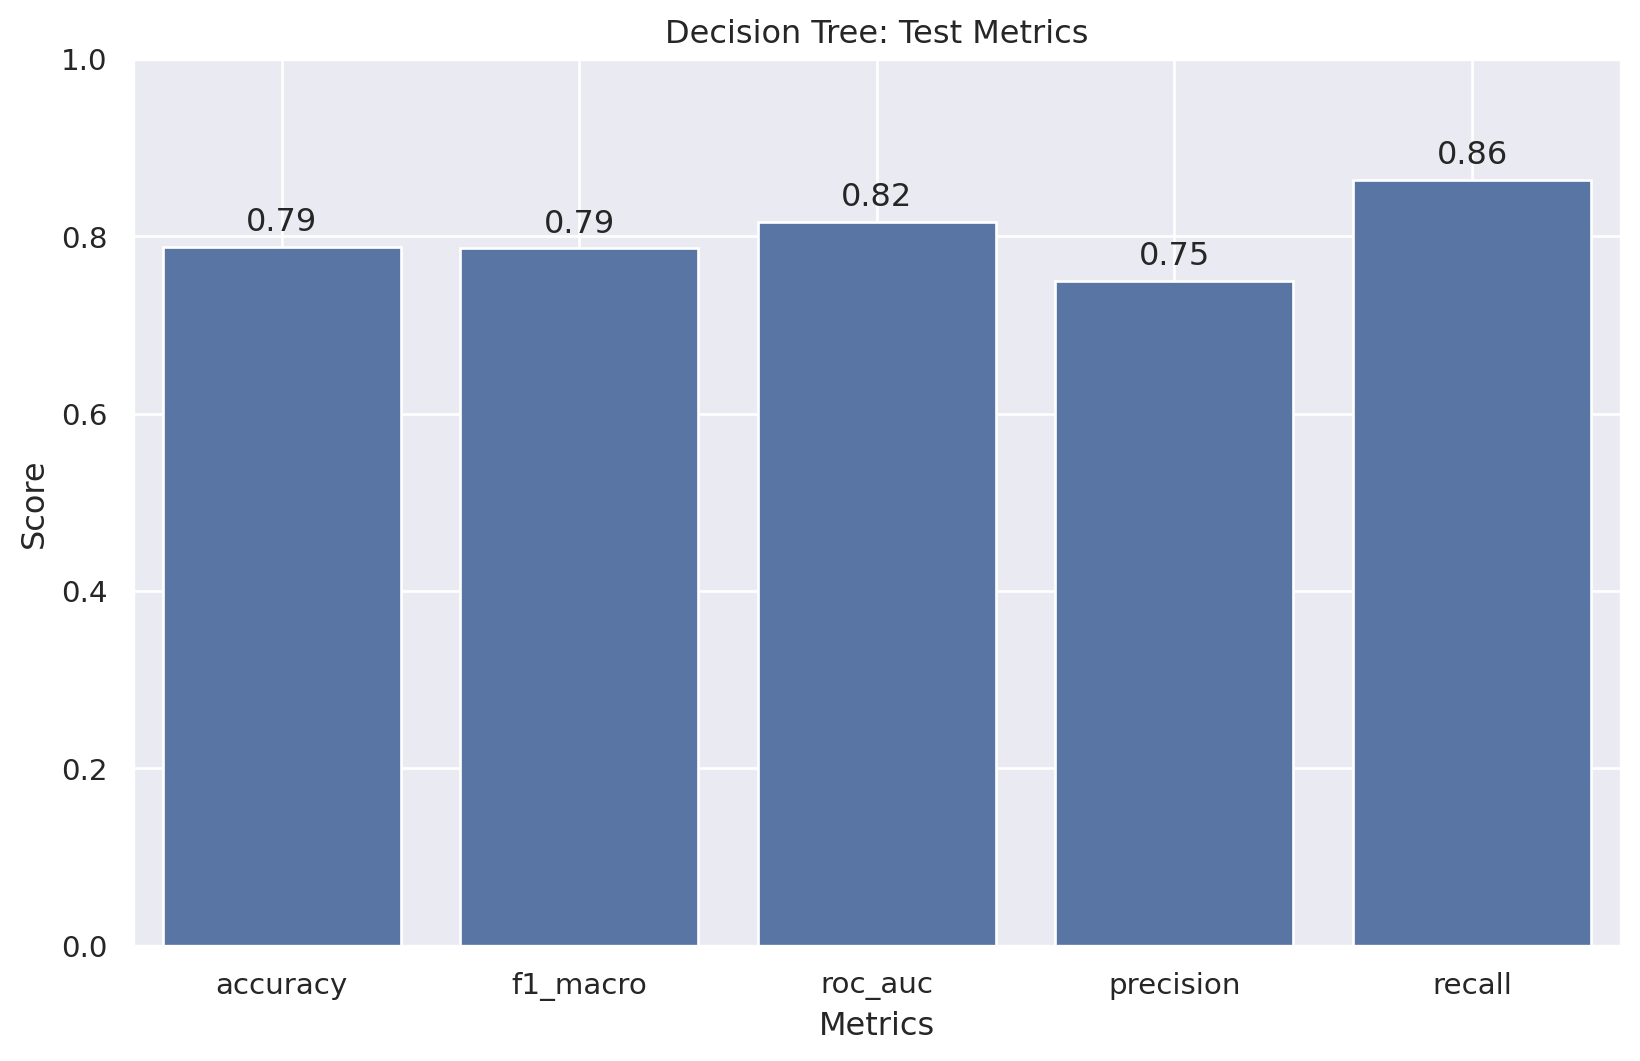 Decision Tree: Test Metrics
1.0
0.8
0.6
0.4
0.2
0.0
Score
0.79
0.79
0.82
0.75
0.86
accuracy f1_macro roc_auc precision recall
Metrics